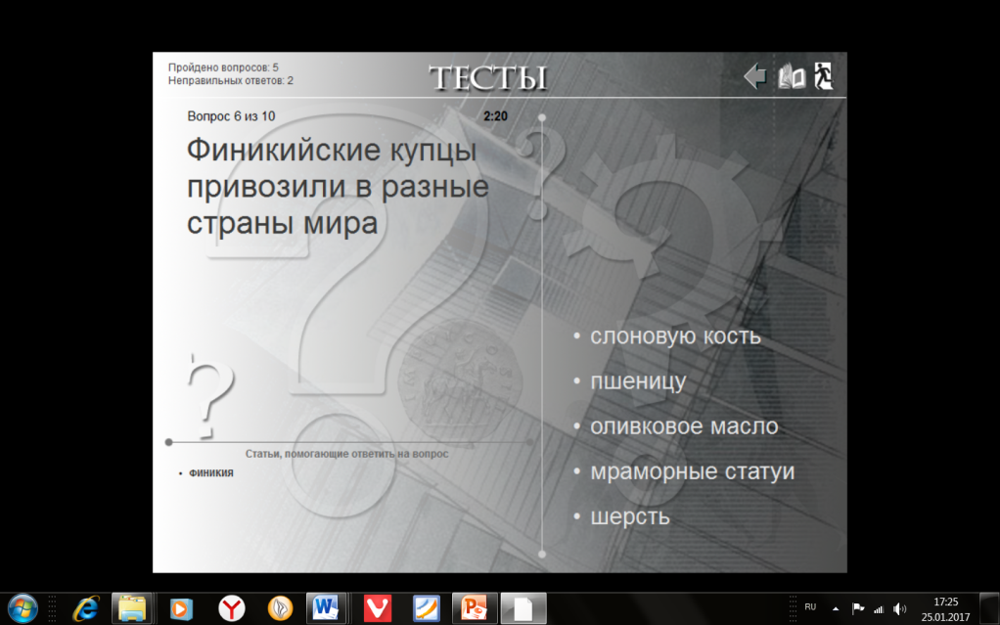 Пройдено вопросов: 5
Неправильных ответов: 2
ТЕСТЫ
Вопрос 6 из 10
2:20
Финикийские купцы
привозили в разные
страны мира
• слоновую кость
• пшеницу
• оливковое масло
• мраморные статуи
• шерсть
Статьи, помогающие ответить на вопрос
• ФИНИКИЯ
RU
17:25
25.01.2017